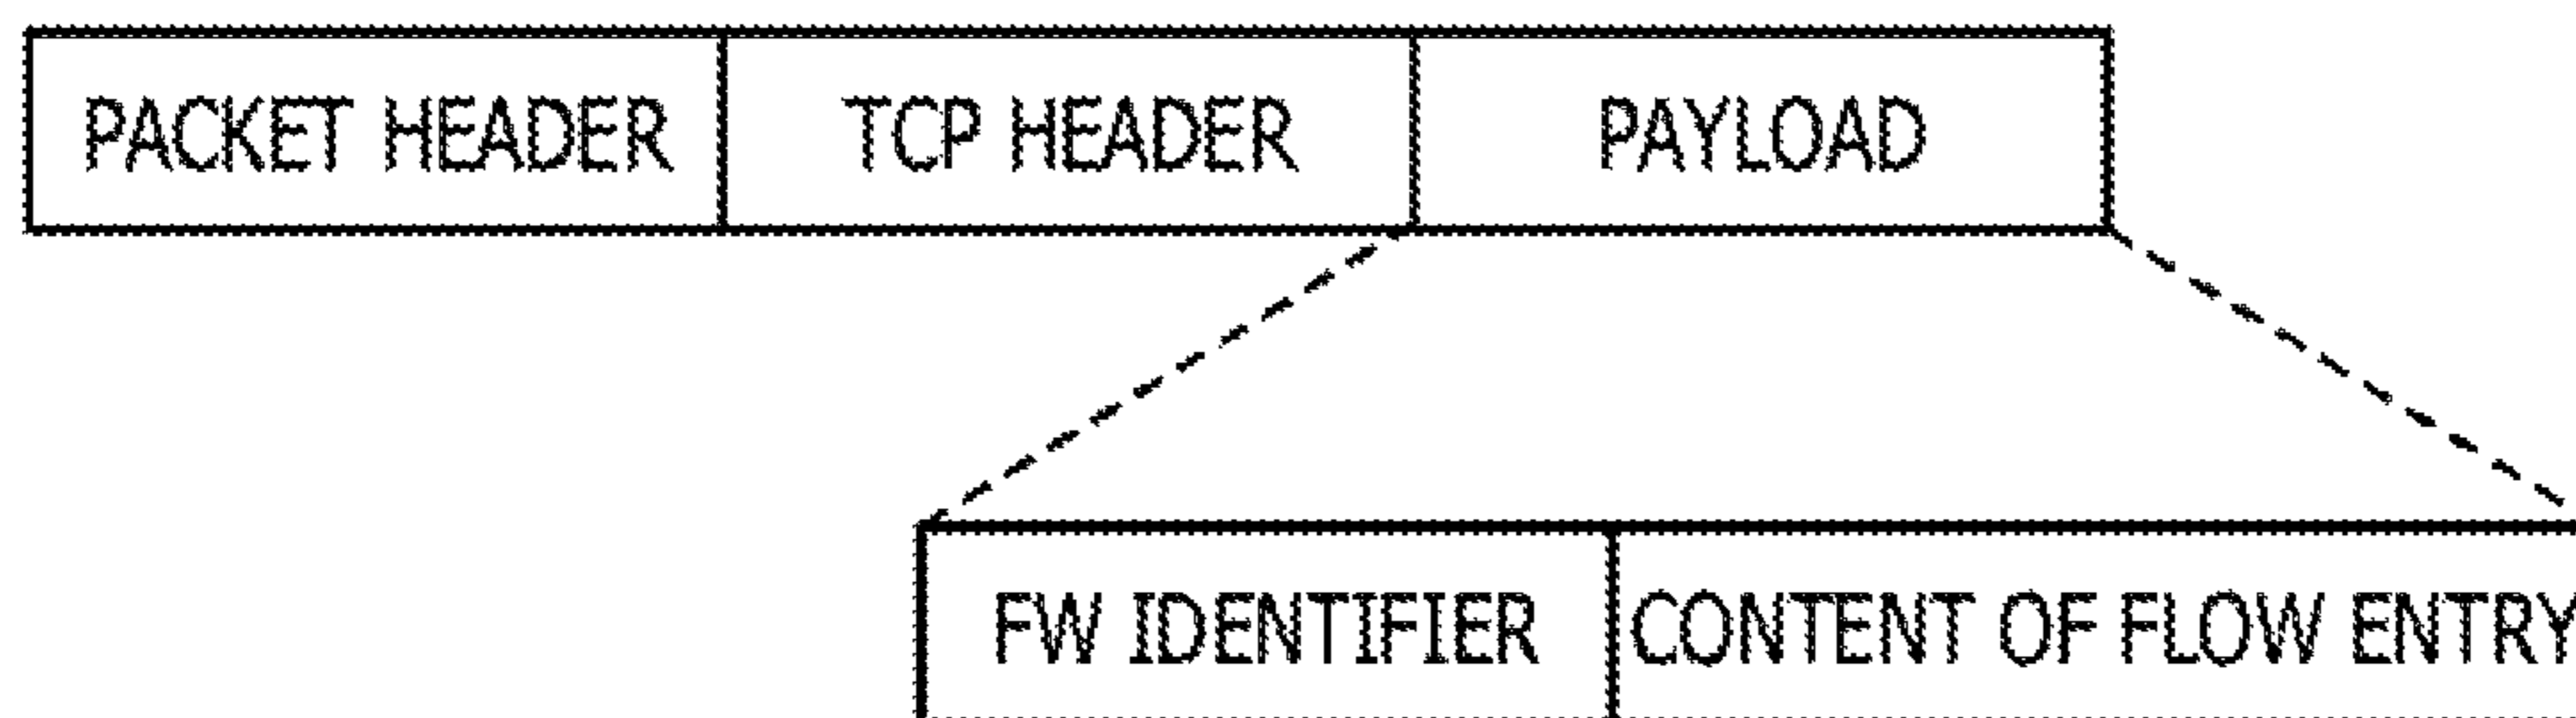 PACKET HEADER TCP HEADER PAYLOAD
FW IDENTIFIER CONTENT OF FLOW ENTRY